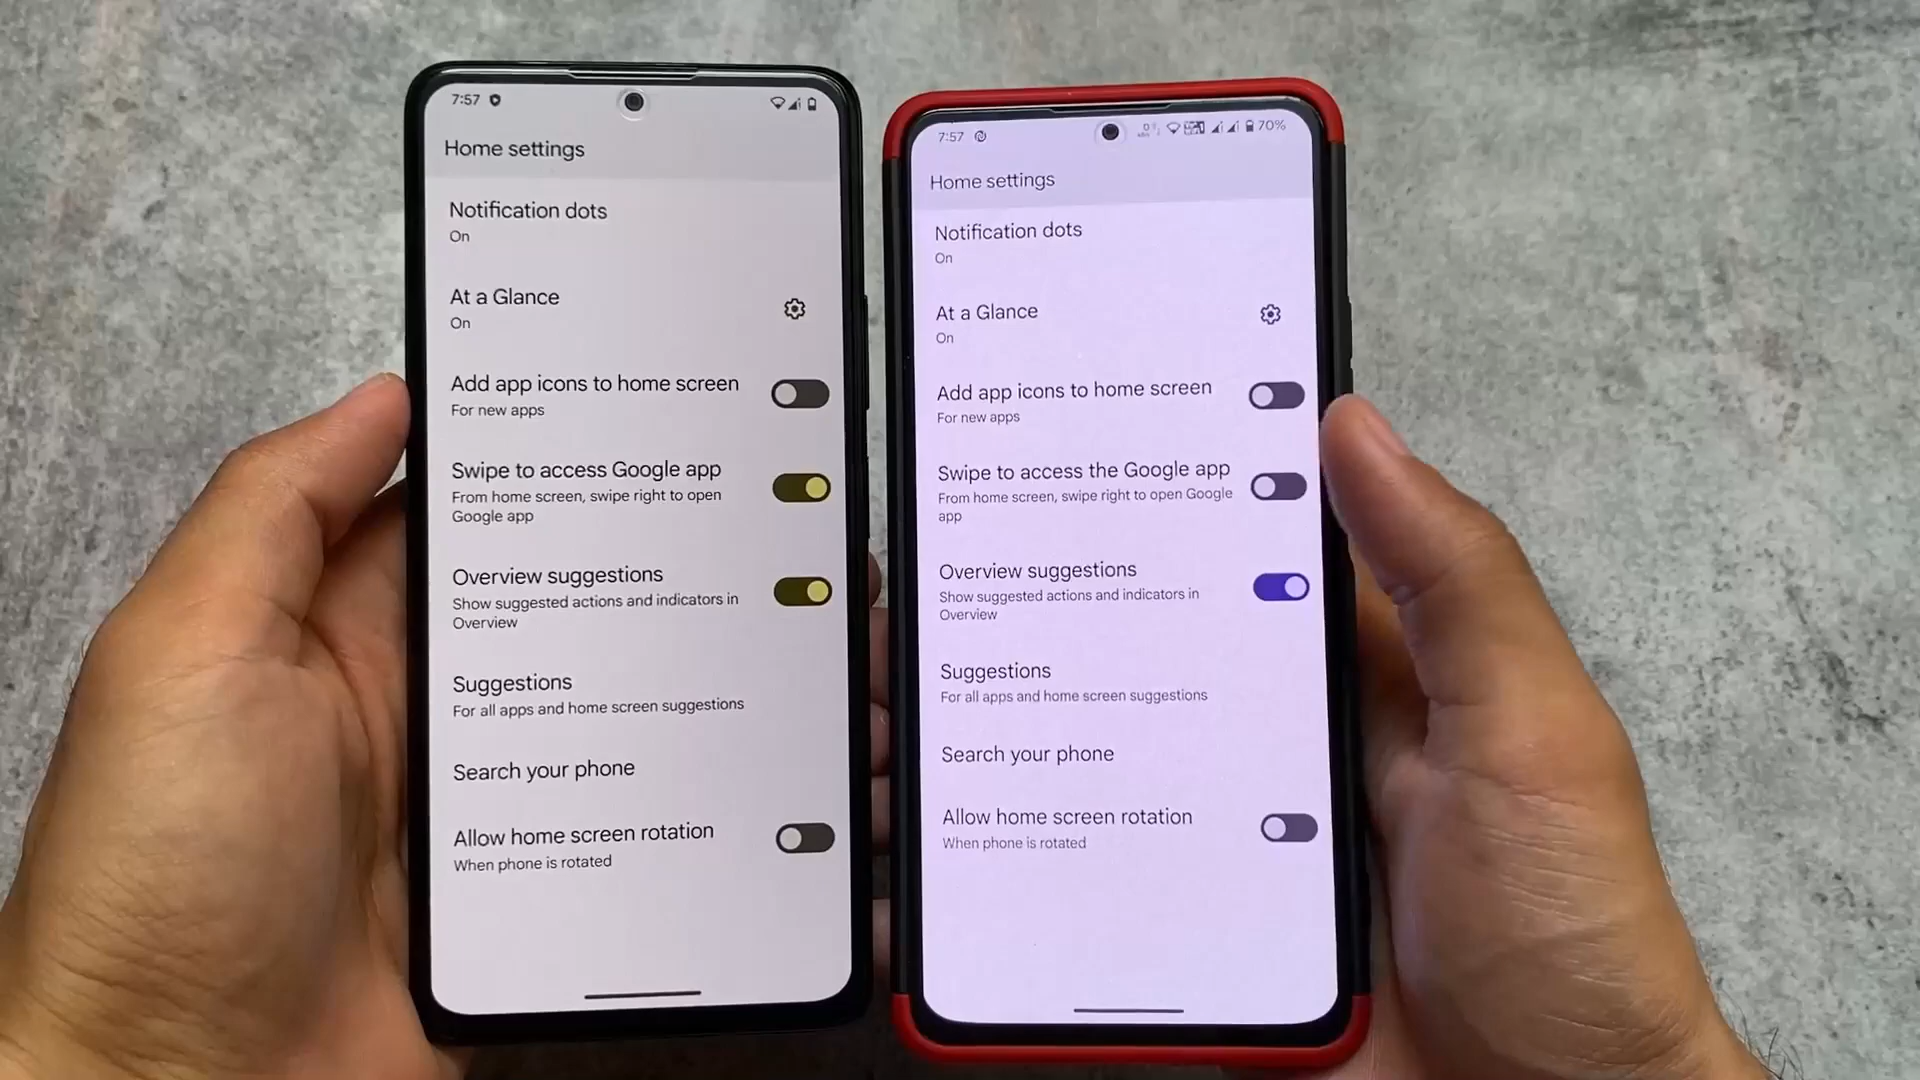 7:57
Home settings
Notification dots
On
At a Glance
On
Add app icons to home screen
For new apps
Swipe to access Google app
From home screen, swipe right to open
Google app
Overview suggestions
Show suggested actions and indicators in
Overview
Suggestions
For all apps and home screen suggestions
Search your phone
Allow home screen rotation
When phone is rotated
7:57
70%
Home settings
Notification dots
On
At a Glance
On
Add app icons to home screen
For new apps
Swipe to access the Google app
From home screen, swipe right to open Google
app
Overview suggestions
Show suggested actions and indicators in
Overview
Suggestions
For all apps and home screen suggestions
Search your phone
Allow home screen rotation
When phone is rotated